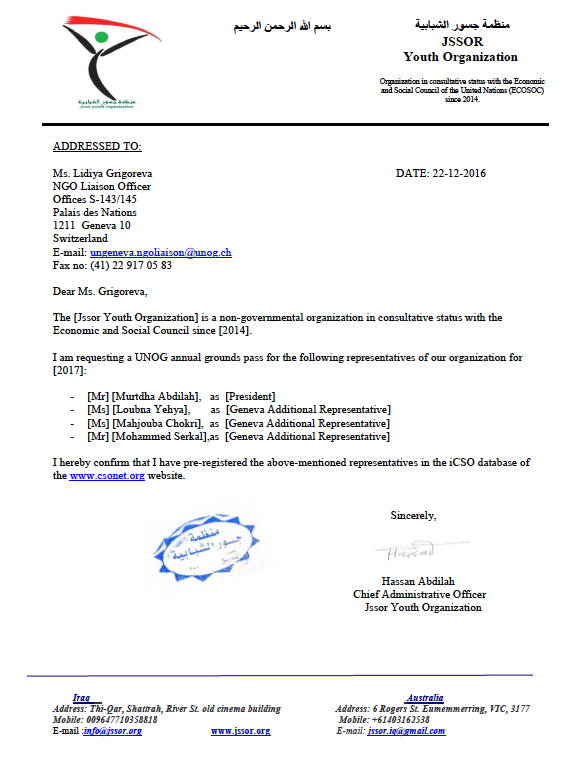 منظمة جسور الشبابية
jssor youth organization
بسم الله الرحمن الرحيم
منظمة جسور الشبابية
JSSOR
Youth Organization
Organization in consultative status with the Economic
and Social Council of the United Nations (ECOSOC)
since 2014.
ADDRESSED TO:
Ms. Lidiya Grigoreva
DATE: 22-12-2016
NGO Liaison Officer
Offices S-143/145
Palais des Nations
1211 Geneva 10
Switzerland
E-mail: ungeneva.ngoliaison@unog.ch
Fax no: (41) 22 917 05 83
Dear Ms. Grigoreva,
The [Jssor Youth Organization] is a non-governmental organization in consultative status with the
Economic and Social Council since [2014].
I am requesting a UNOG annual grounds pass for the following representatives of our organization for
[2017]:
- [Mr] [Murtdha Abdilah], as [President]
- [Ms] [Loubna Yehya], as [Geneva Additional Representative]
- [Ms] [Mahjouba Chokri], as [Geneva Additional Representative]
- [Mr] [Mohammed Serkal],as [Geneva Additional Representative]
I hereby confirm that I have pre-registered the above-mentioned representatives in the iCSO database of
the www.csonet.org website.
Sincerely,
منظمة
جسور الشبابية
Hassan Abdilah
Chief Administrative Officer
Jssor Youth Organization
Iraq
Address: Thi-Qar, Shattrah, River St. old cinema building
Mobile: 009647710358818
E-mail :info@jssor.org www.jssor.org
Australia
Address: 6 Rogers St. Eumemmerring, VIC, 3177
Mobile: +61403162538
E-mail: jssor.iq@gmail.com